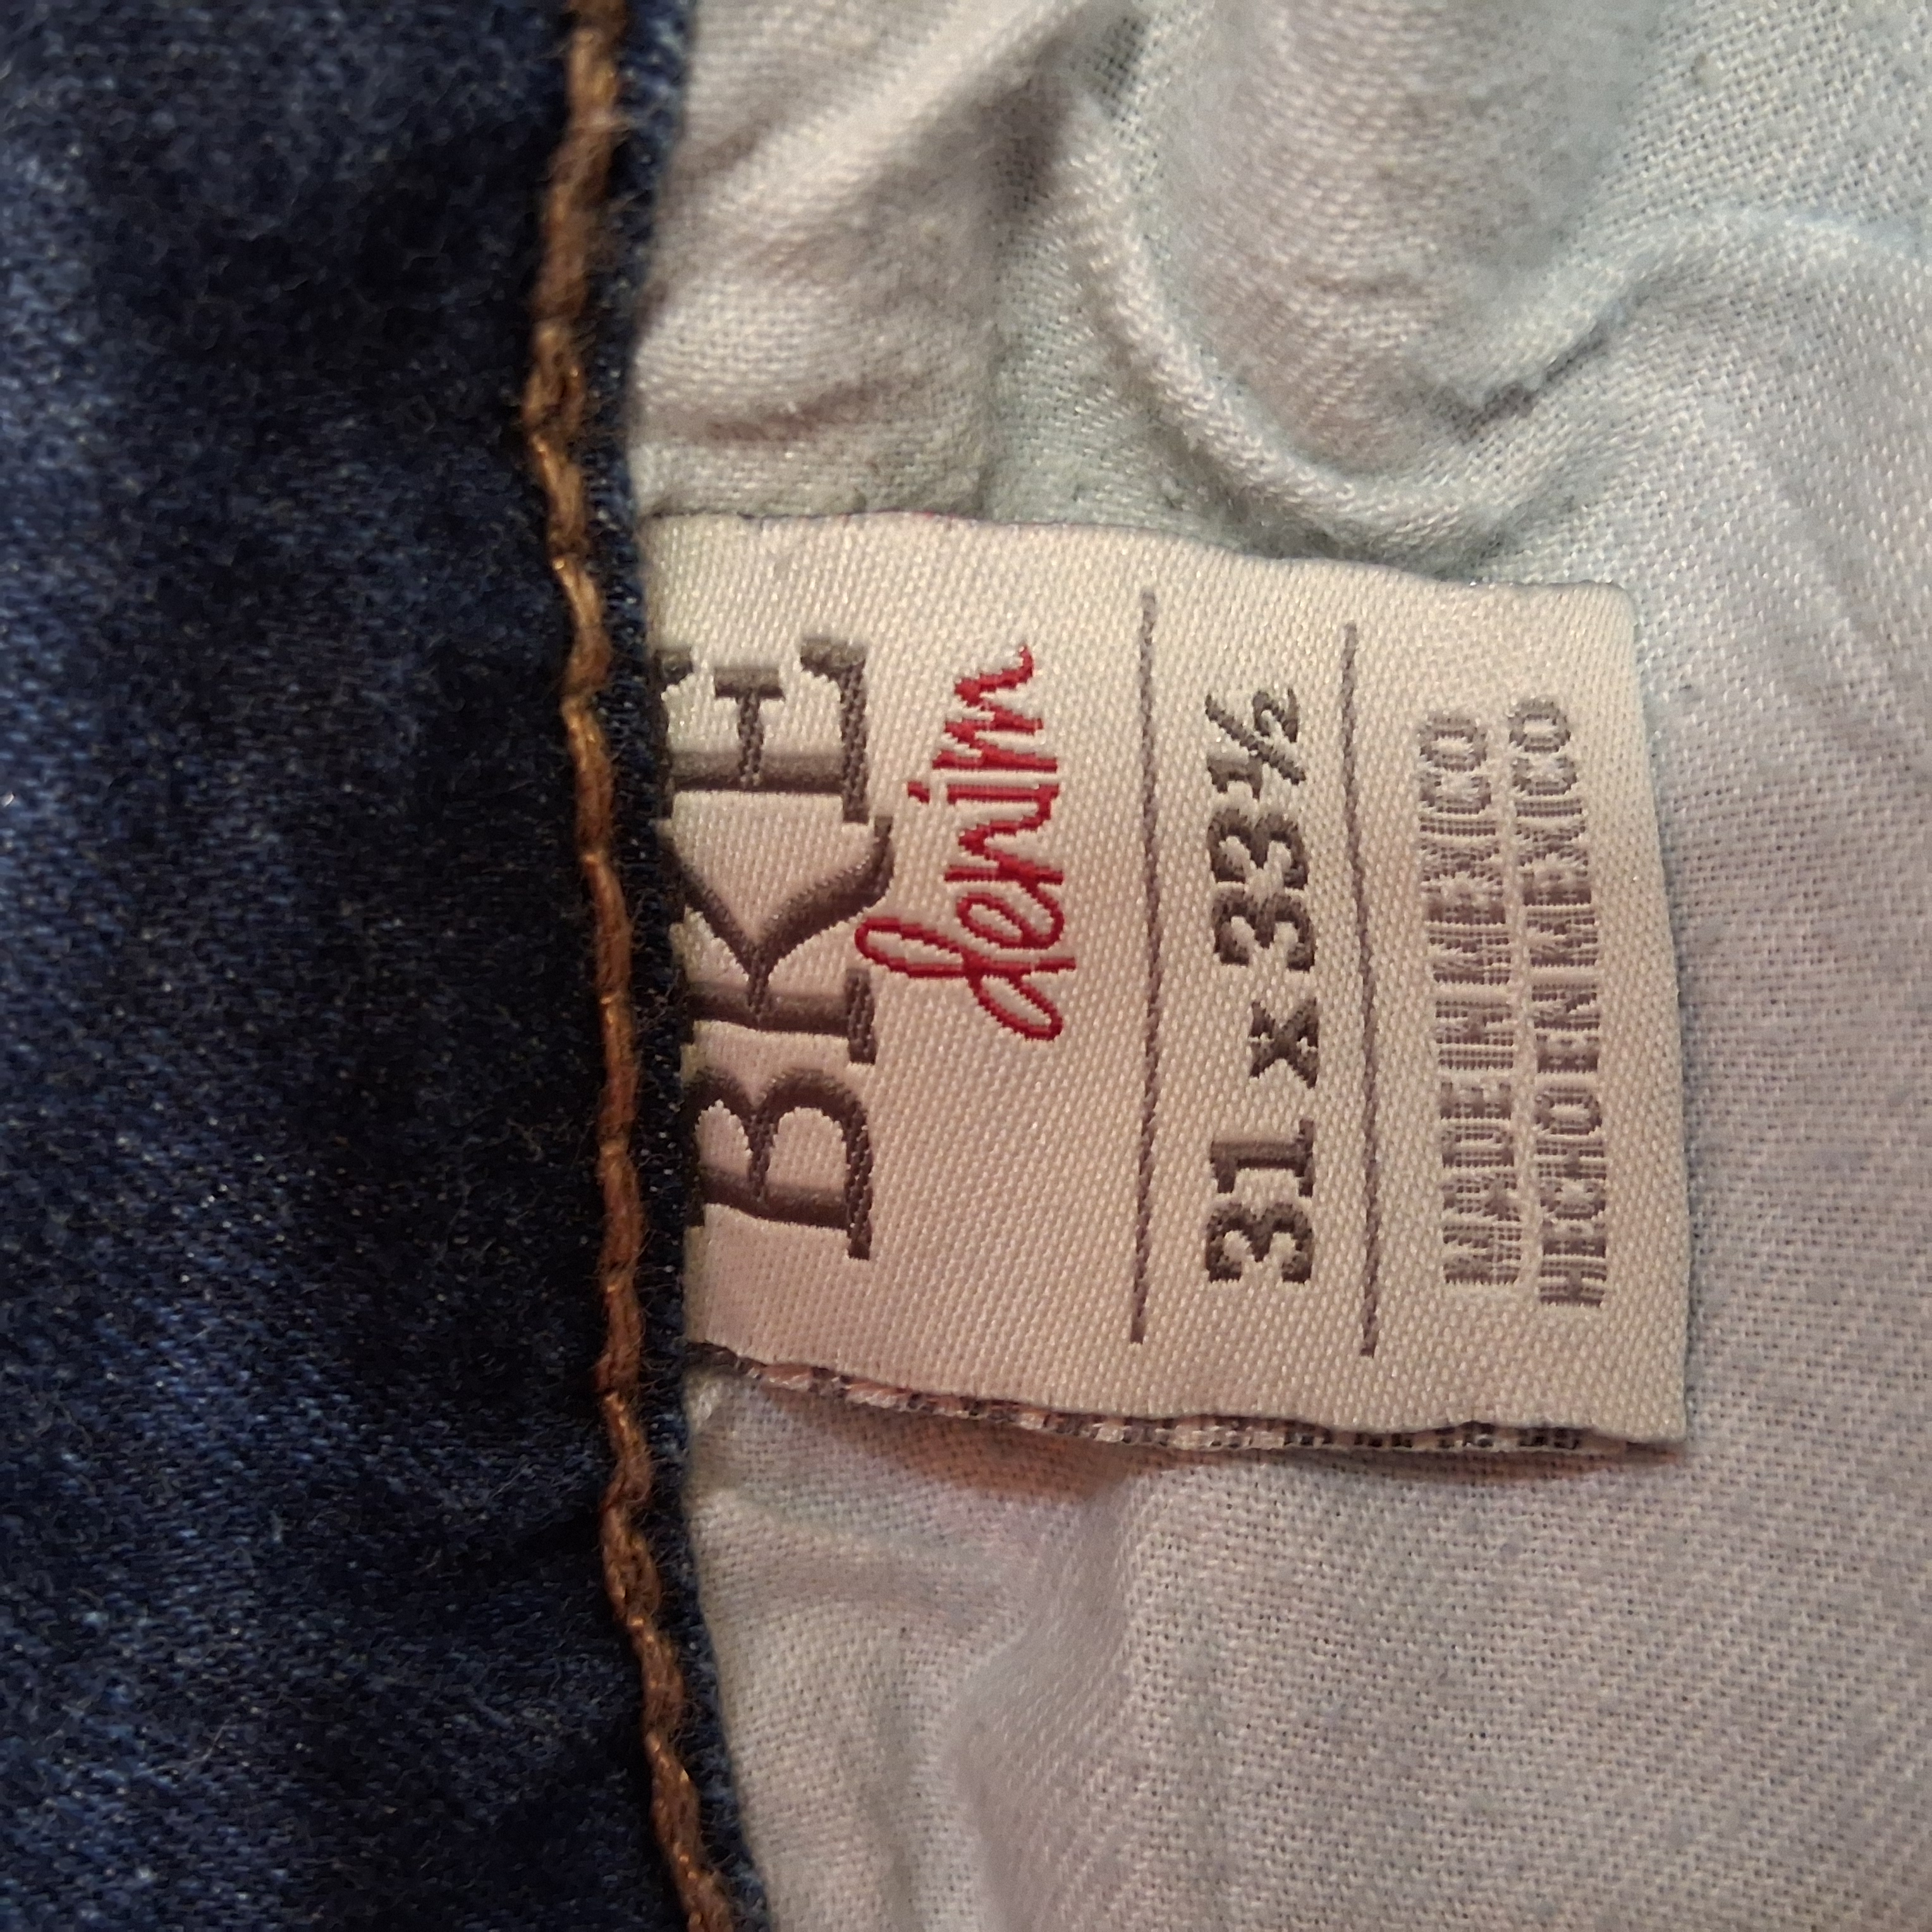 BKE
denim
31 x 33½
MADE IN MEXICO
HECHO EN MEXICO